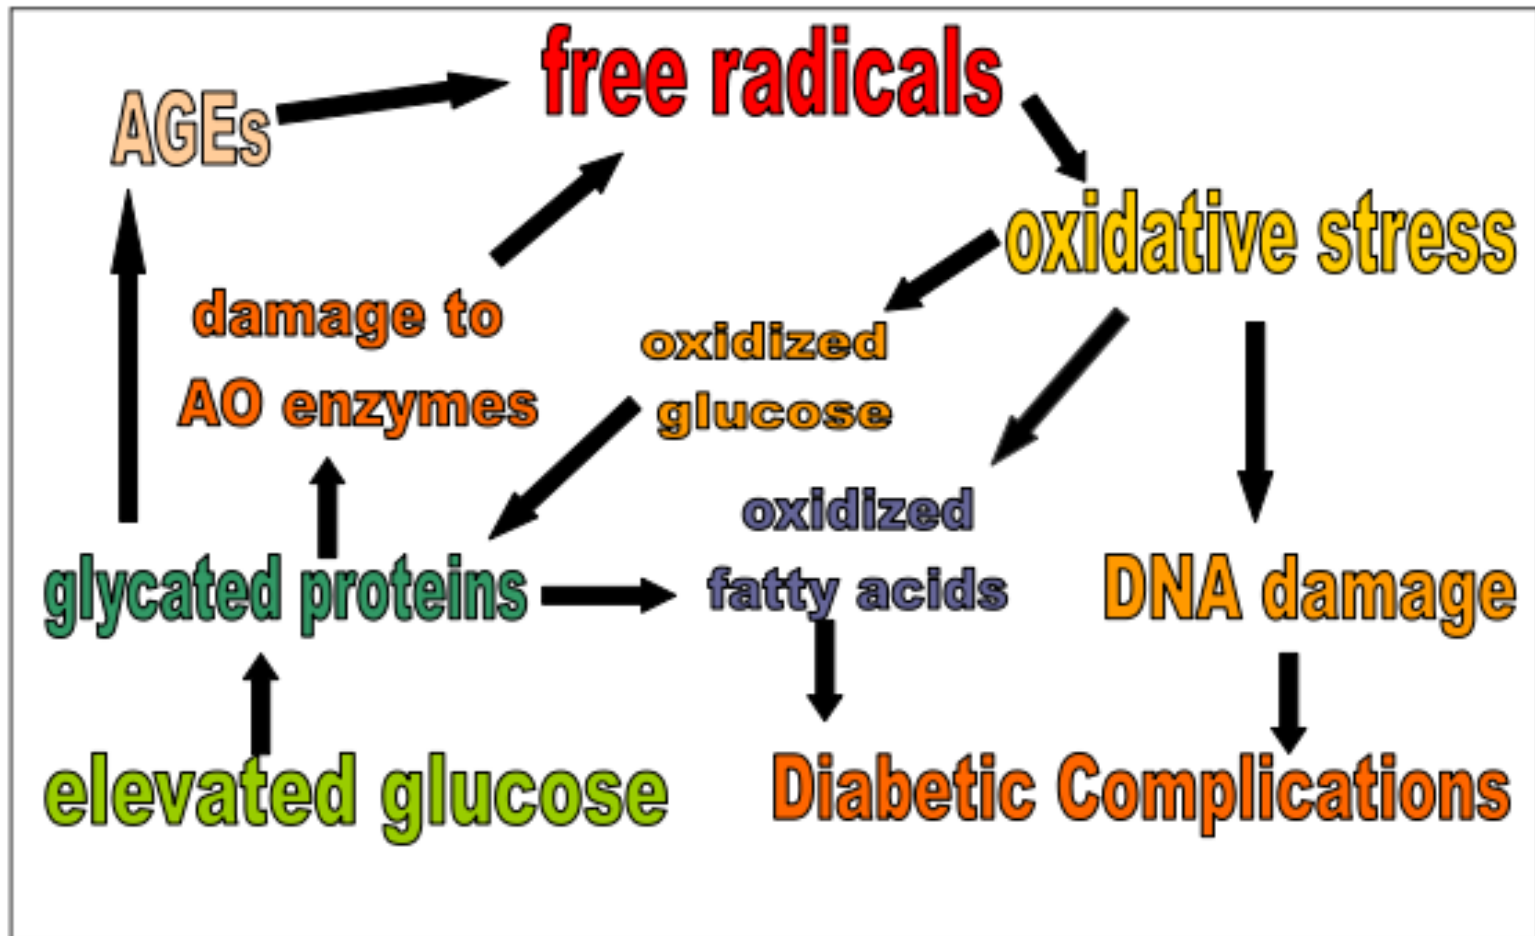 free radicals
AGEs
oxidative stress
damage to
AO enzymes
oxidized
glucose
oxidized
fatty acids
glycated proteins
DNA damage
elevated glucose
Diabetic Complications